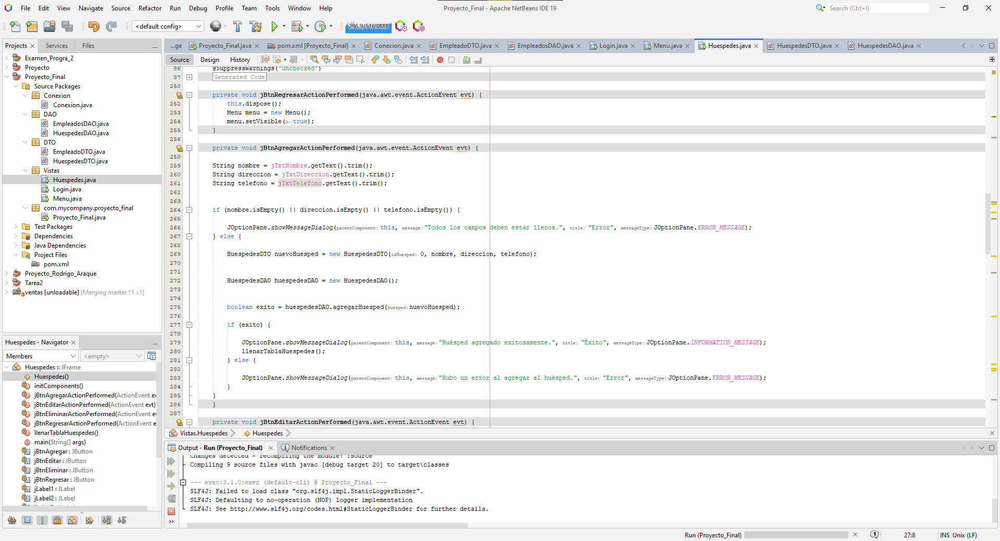 File Edit View Navigate Source Refactor Run Debug Profile Team Tools Window Help
Proyecto_Final - Apache NetBeans IDE 19
Search (Ctrl+I)
<default config>
296.9/516.0MB
Projects Services Files
Examen_Progra_2
Proyecto
Proyecto_Final
Source Packages
Conexion
Conexion.java
DAO
EmpleadosDAO.java
HuespedesDAO.java
DTO
EmpleadoDTO.java
HuespedesDTO.java
Vistas
Huespedes.java
Login.java
Menu.java
com.mycompany.proyecto_final
Proyecto_Final.java
Test Packages
Dependencies
Java Dependencies
Project Files
pom.xml
Proyecto_Rodrigo_Araque
Tarea2
ventas [unloadable] [Merging master ↑1 ↓1]
Huespedes - Navigator
Members <empty>
Huespedes :: JFrame
Huespedes()
initComponents()
jBtnAgregarActionPerformed(ActionEvent ev
jBtnEditarActionPerformed(ActionEvent evt)
jBtnEliminarActionPerformed(ActionEvent ev
jBtnRegresarActionPerformed(ActionEvent e
llenarTablaHuespedes()
main(String[] args)
jBtnAgregar : JButton
jBtnEditar : JButton
jBtnEliminar : JButton
jBtnRegresar : JButton
jLabel1 : JLabel
jLabel2 : JLabel
...ge Proyecto_Final.java pom.xml [Proyecto_Final] Conexion.java EmpleadoDTO.java EmpleadosDAO.java Login.java Menu.java Huespedes.java HuespedesDTO.java HuespedesDAO.java
Source Design History
86 @SuppressWarnings("unchecked")
87 Generated Code
250
private void jBtnRegresarActionPerformed(java.awt.event.ActionEvent evt) {
252 this.dispose();
253 Menu menu = new Menu();
254 menu.setVisible(b: true);
255 }
256
private void jBtnAgregarActionPerformed(java.awt.event.ActionEvent evt) {
258
259 String nombre = jTxtNombre.getText().trim();
260 String direccion = jTxtDireccion.getText().trim();
261 String telefono = jTxtTelefono.getText().trim();
262
263
264 if (nombre.isEmpty() || direccion.isEmpty() || telefono.isEmpty()) {
265
266 JOptionPane.showMessageDialog(parentComponent: this, message: "Todos los campos deben estar llenos.", title: "Error", messageType: JOptionPane.ERROR_MESSAGE);
267 } else {
268
269 HuespedesDTO nuevoHuesped = new HuespedesDTO(idHuesped: 0, nombre, direccion, telefono);
270
271
272 HuespedesDAO huespedesDAO = new HuespedesDAO();
273
274
275 boolean exito = huespedesDAO.agregarHuesped(huesped: nuevoHuesped);
276
277 if (exito) {
278
279 JOptionPane.showMessageDialog(parentComponent: this, message: "Huésped agregado exitosamente.", title: "Éxito", messageType: JOptionPane.INFORMATION_MESSAGE);
280 llenarTablaHuespedes();
281 } else {
282
283 JOptionPane.showMessageDialog(parentComponent: this, message: "Hubo un error al agregar al huésped.", title: "Error", messageType: JOptionPane.ERROR_MESSAGE);
284 }
285 }
286 }
287
private void jBtnEditarActionPerformed(java.awt.event.ActionEvent evt) {
Vistas.Huespedes Huespedes
Output - Run (Proyecto_Final) Notifications
Changes detected - recompiling the module! :source
Compiling 9 source files with javac [debug target 20] to target\classes
--- exec:3.1.0:exec (default-cli) @ Proyecto_Final ---
SLF4J: Failed to load class "org.slf4j.impl.StaticLoggerBinder".
SLF4J: Defaulting to no-operation (NOP) logger implementation
SLF4J: See http://www.slf4j.org/codes.html#StaticLoggerBinder for further details.
Run (Proyecto_Final) 1 27:8 INS Unix (LF)